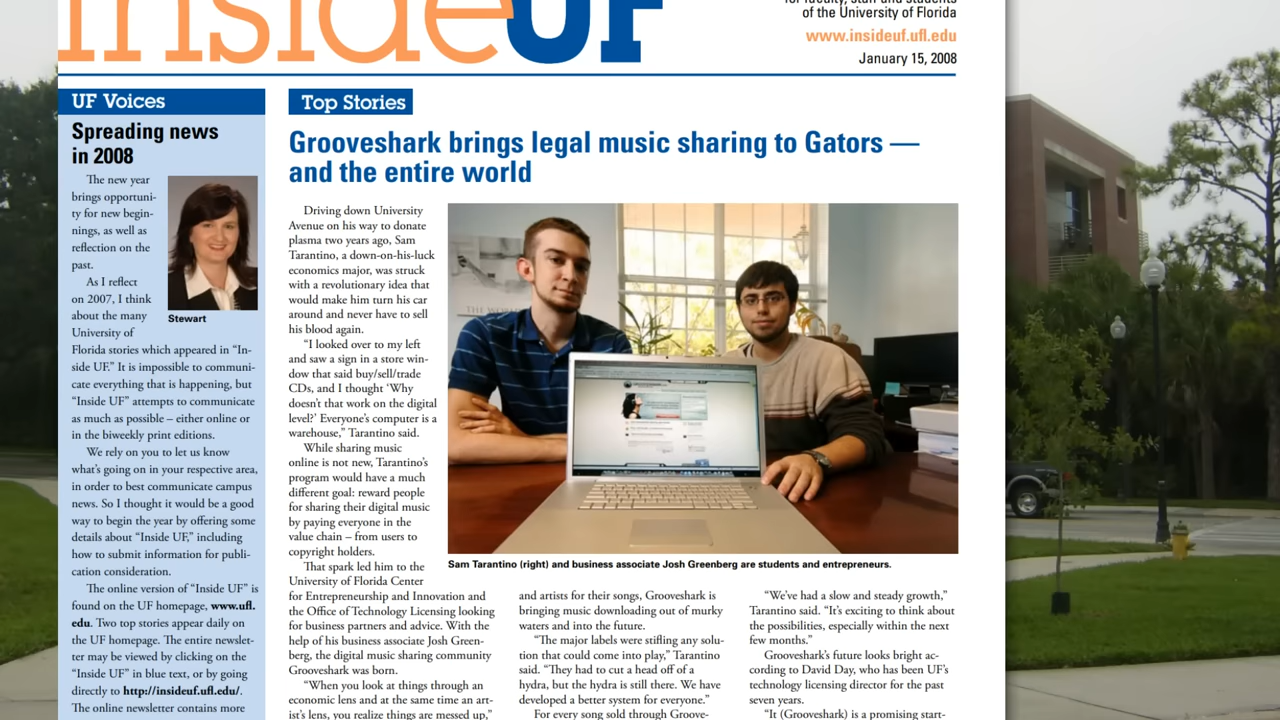 insideUF
for faculty, staff and students
of the University of Florida
www.insideuf.ufl.edu
January 15, 2008
UF Voices
Spreading news
in 2008
The new year
brings opportuni-
ty for new begin-
nings, as well as
reflection on the
past.
As I reflect
on 2007, I think
about the many
University of
Stewart
Florida stories which appeared in “In-
side UF.” It is impossible to communi-
cate everything that is happening, but
“Inside UF” attempts to communicate
as much as possible – either online or
in the biweekly print editions.
We rely on you to let us know
what’s going on in your respective area,
in order to best communicate campus
news. So I thought it would be a good
way to begin the year by offering some
details about “Inside UF,” including
how to submit information for publi-
cation consideration.
The online version of “Inside UF” is
found on the UF homepage, www.ufl.
edu. Two top stories appear daily on
the UF homepage. The entire newslet-
ter may be viewed by clicking on the
“Inside UF” in blue text, or by going
directly to http://insideuf.ufl.edu/.
The online newsletter contains more
Top Stories
Grooveshark brings legal music sharing to Gators —
and the entire world
Driving down University
Avenue on his way to donate
plasma two years ago, Sam
Tarantino, a down-on-his-luck
economics major, was struck
with a revolutionary idea that
would make him turn his car
around and never have to sell
his blood again.
“I looked over to my left
and saw a sign in a store win-
dow that said buy/sell/trade
CDs, and I thought ‘Why
doesn’t that work on the digital
level?’ Everyone’s computer is a
warehouse,” Tarantino said.
While sharing music
online is not new, Tarantino’s
program would have a much
different goal: reward people
for sharing their digital music
by paying everyone in the
value chain – from users to
copyright holders.
That spark led him to the
University of Florida Center
for Entrepreneurship and Innovation and
the Office of Technology Licensing looking
for business partners and advice. With the
help of his business associate Josh Green-
berg, the digital music sharing community
Grooveshark was born.
“When you look at things through an
economic lens and at the same time an art-
ist’s lens, you realize things are messed up,”
Sam Tarantino (right) and business associate Josh Greenberg are students and entrepreneurs.
and artists for their songs, Grooveshark is
bringing music downloading out of murky
waters and into the future.
“The major labels were stifling any solu-
tion that could come into play,” Tarantino
said. “They had to cut a head off of a
hydra, but the hydra is still there. We have
developed a better system for everyone.”
For every song sold through Groove-
“We’ve had a slow and steady growth,”
Tarantino said. “It’s exciting to think about
the possibilities, especially within the next
few months.”
Grooveshark’s future looks bright ac-
cording to David Day, who has been UF’s
technology licensing director for the past
seven years.
“It (Grooveshark) is a promising start-